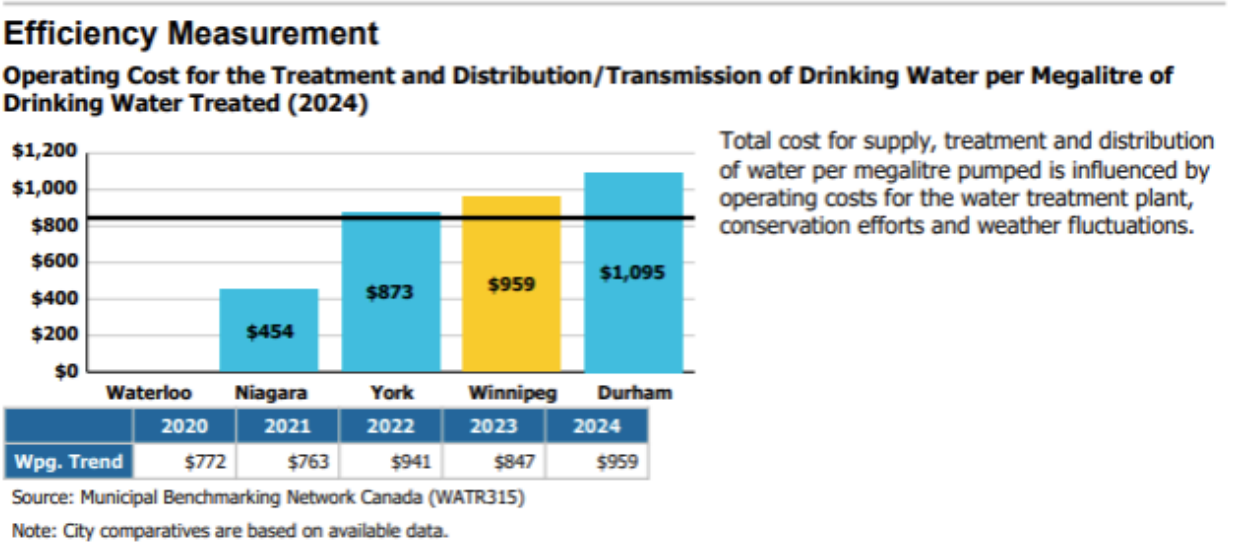 Efficiency Measurement
Operating Cost for the Treatment and Distribution/Transmission of Drinking Water per Megalitre of
Drinking Water Treated (2024)
Total cost for supply, treatment and distribution
of water per megalitre pumped is influenced by
operating costs for the water treatment plant,
conservation efforts and weather fluctuations.
$1,200
$1,000
$800
$600
$400
$200
$0
$454
$873
$959
$1,095
Waterloo Niagara York Winnipeg Durham
2020 2021 2022 2023 2024
Wpg. Trend $772 $763 $941 $847 $959
Source: Municipal Benchmarking Network Canada (WATR315)
Note: City comparatives are based on available data.